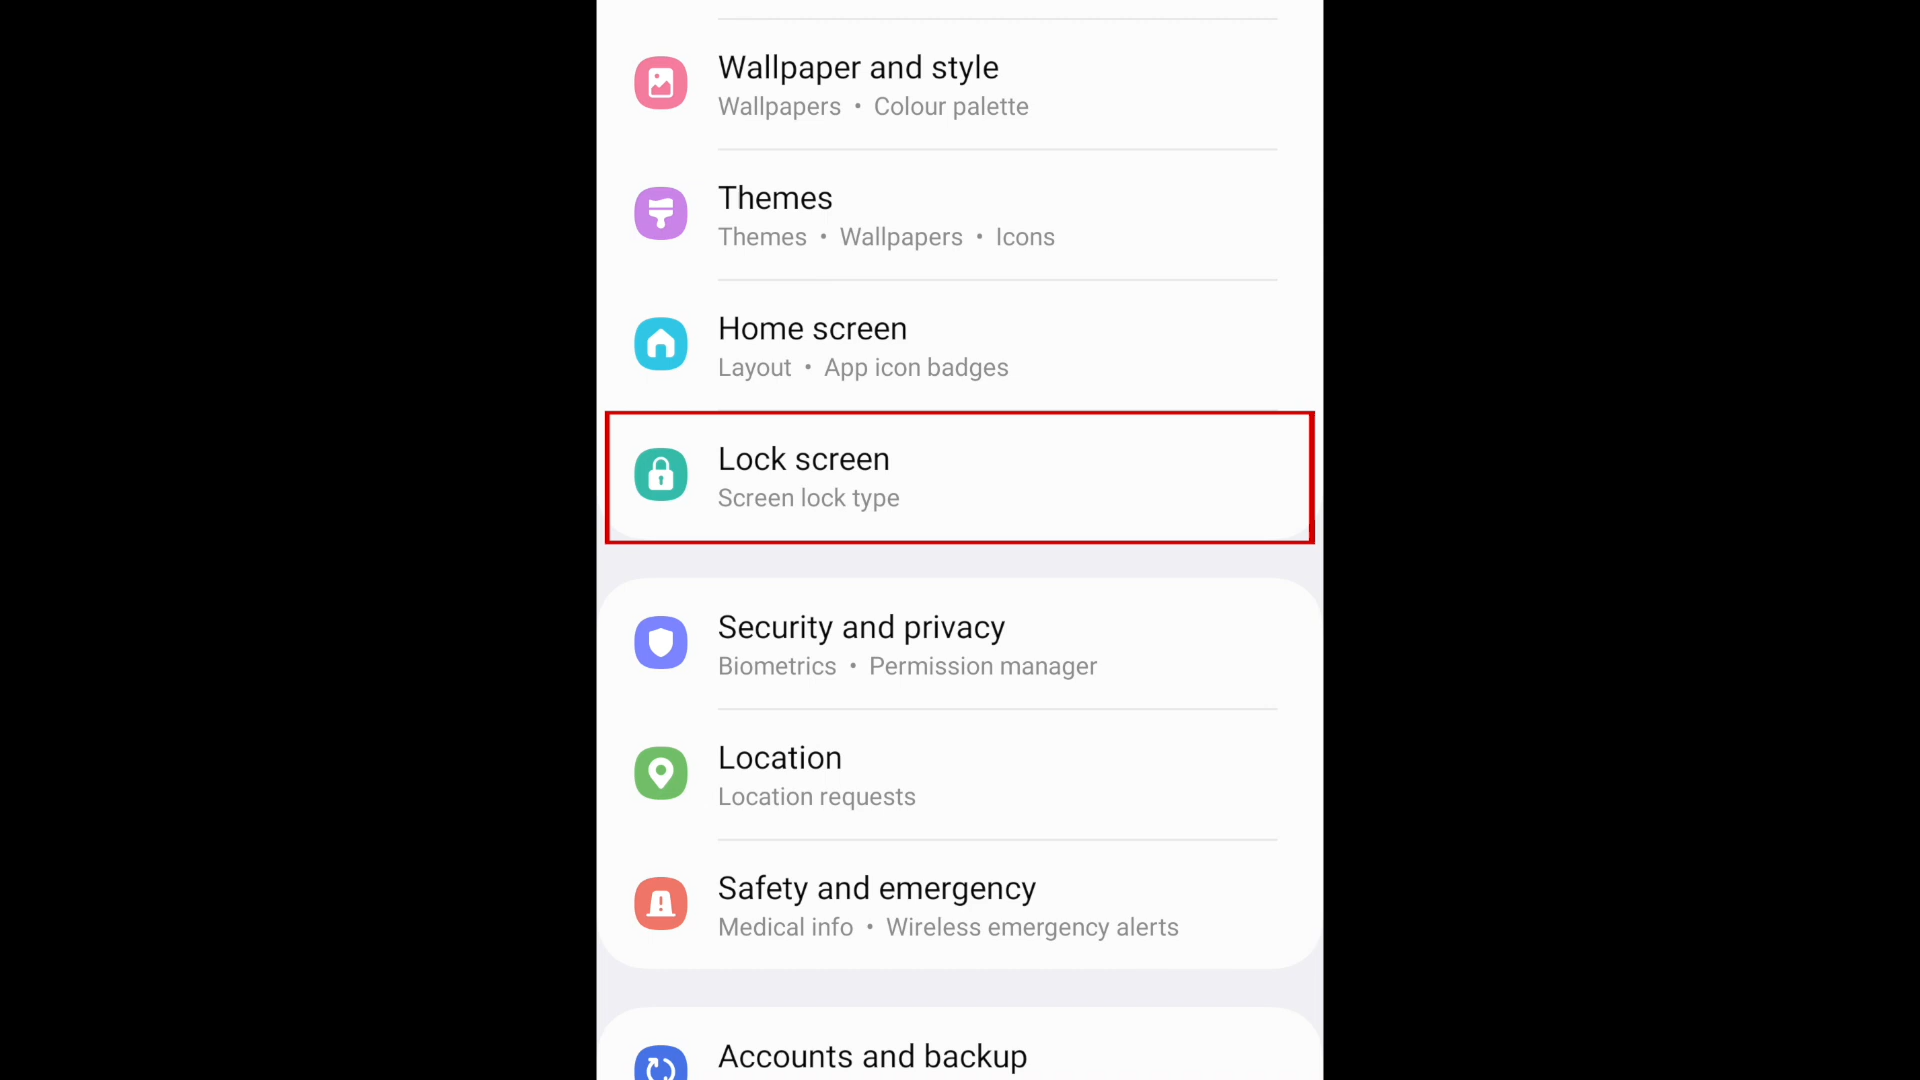 Wallpaper and style
Wallpapers • Colour palette
Themes
Themes • Wallpapers • Icons
Home screen
Layout • App icon badges
Lock screen
Screen lock type
Security and privacy
Biometrics • Permission manager
Location
Location requests
Safety and emergency
Medical info • Wireless emergency alerts
Accounts and backup